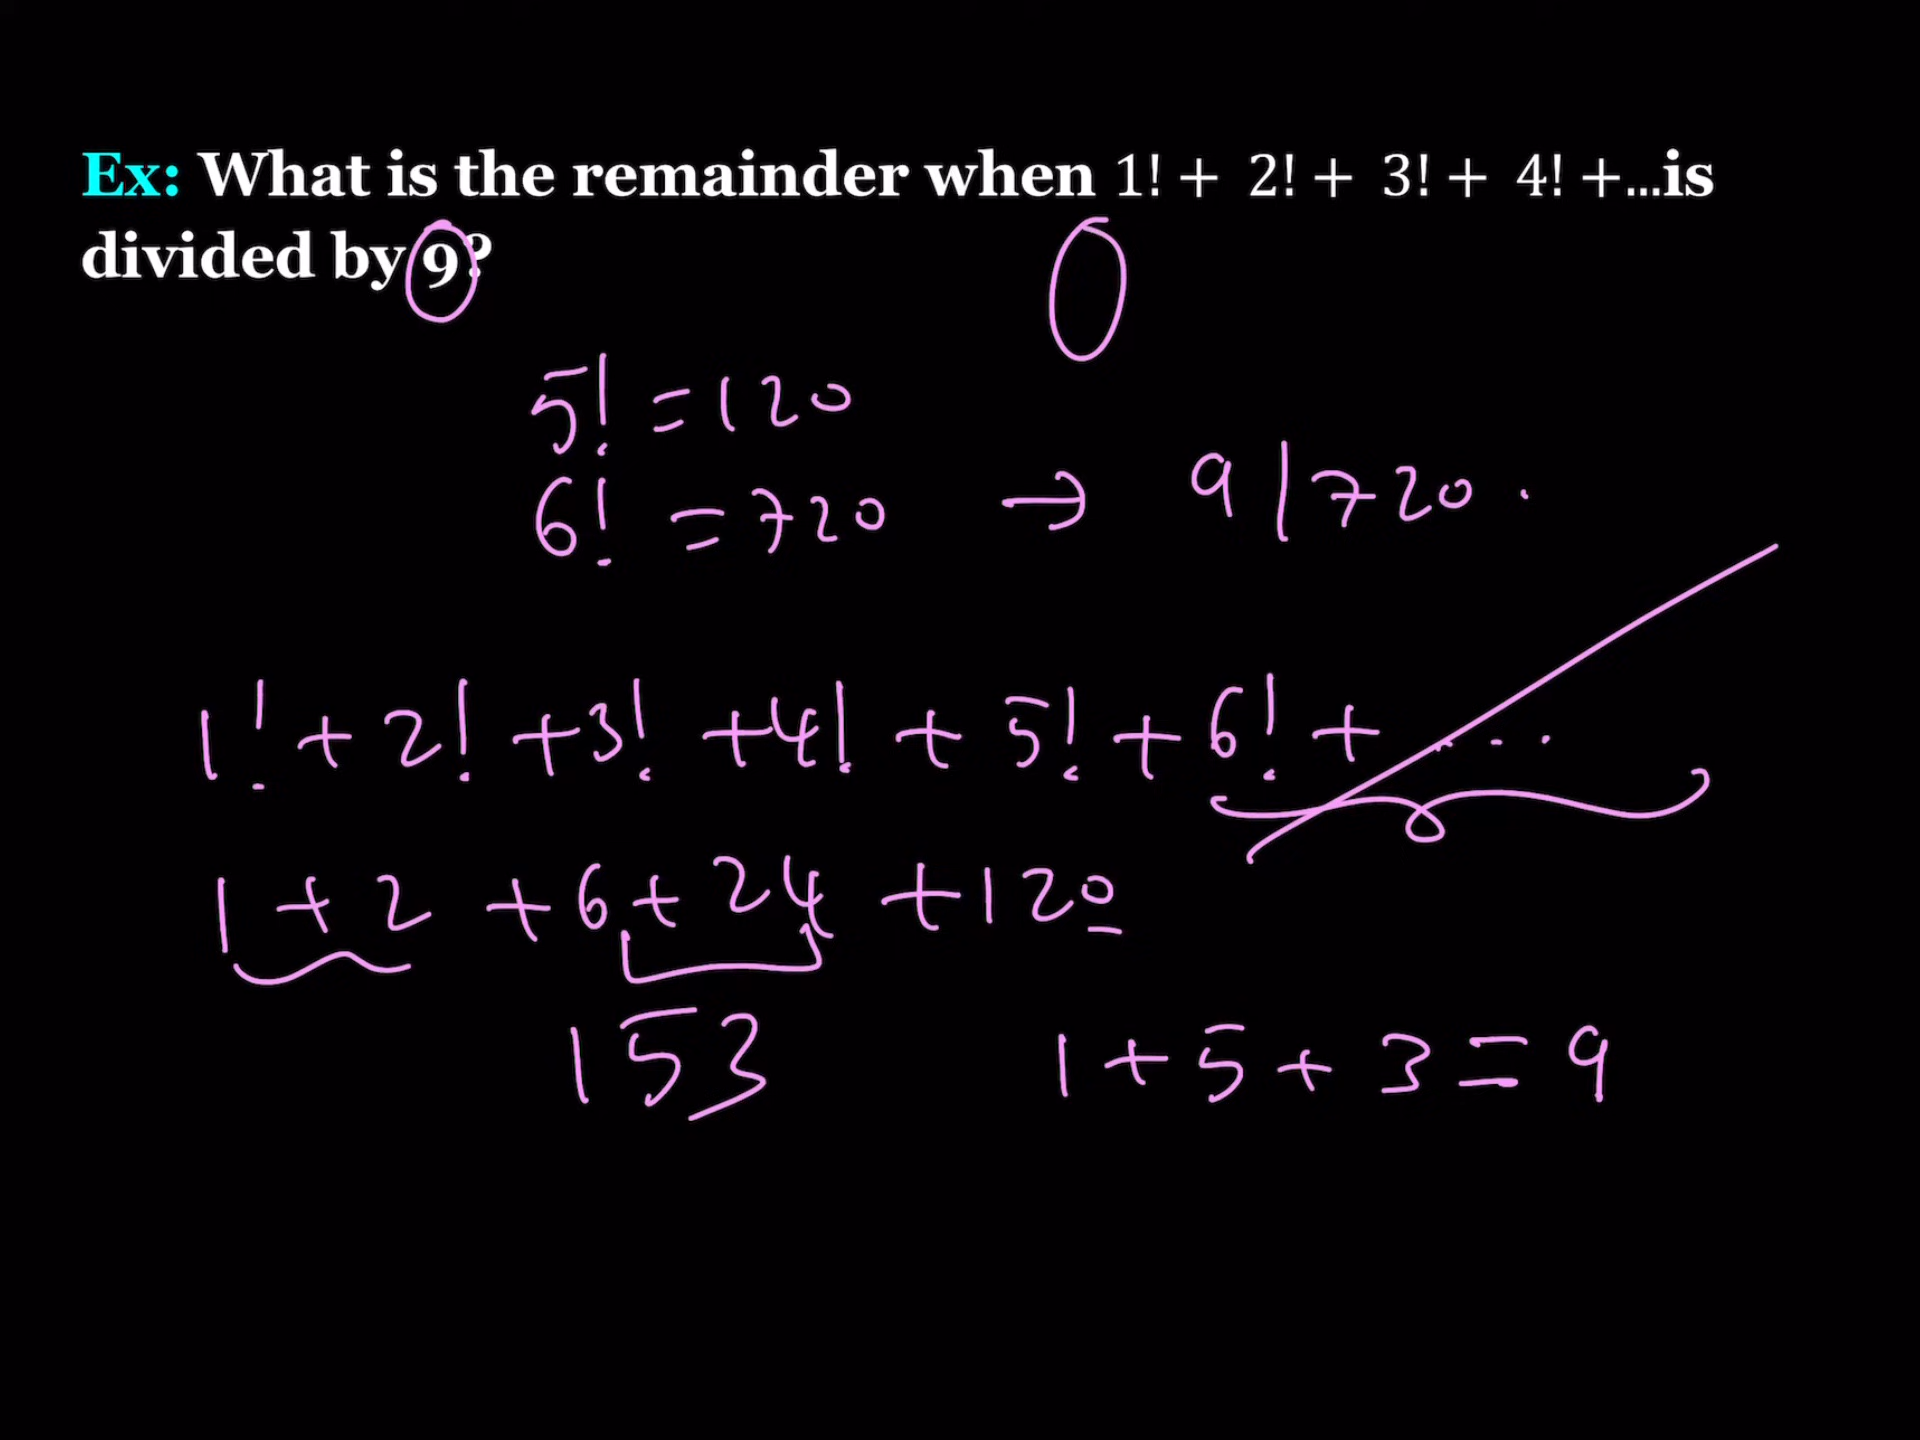 Ex: What is the remainder when 1! + 2! + 3! + 4! +...is
divided by 9?
0
5! = 120
6! = 720 → 9 | 720.
1! + 2! + 3! + 4! + 5! + 6! + ....
1 + 2 + 6 + 24 + 120
153 1 + 5 + 3 = 9